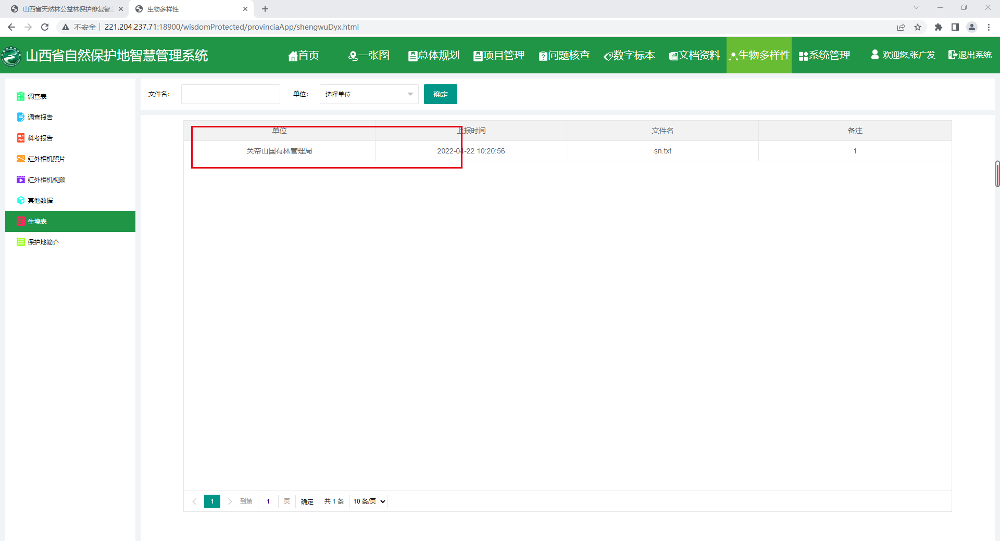 山西省天然林公益林保护修复智
生物多样性
不安全 221.204.237.71:18900/wisdomProtected/provinciaApp/shengwuDyx.html
山西省自然保护地智慧管理系统 首页 一张图 总体规划 项目管理 问题核查 数字标本 文档资料 生物多样性 系统管理 欢迎您,张广发 退出系统
调查表
调查报告
科考报告
红外相机照片
红外相机视频
其他数据
生境表
保护地简介
文件名： 单位： 选择单位 确定
单位 上报时间 文件名 备注
关帝山国有林管理局 2022-04-22 10:20:56 sn.txt 1
1 到第 1 页 确定 共 1 条 10 条/页